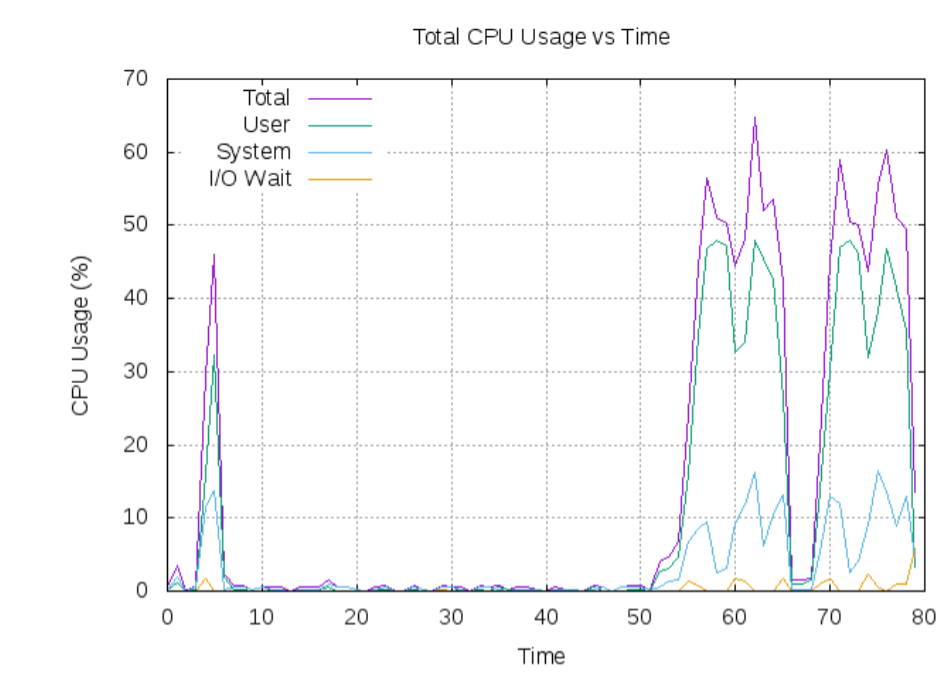 Total CPU Usage vs Time
70
60
50
40
30
20
10
0
CPU Usage (%)
Total
User
System
I/O Wait
0 10 20 30 40 50 60 70 80
Time